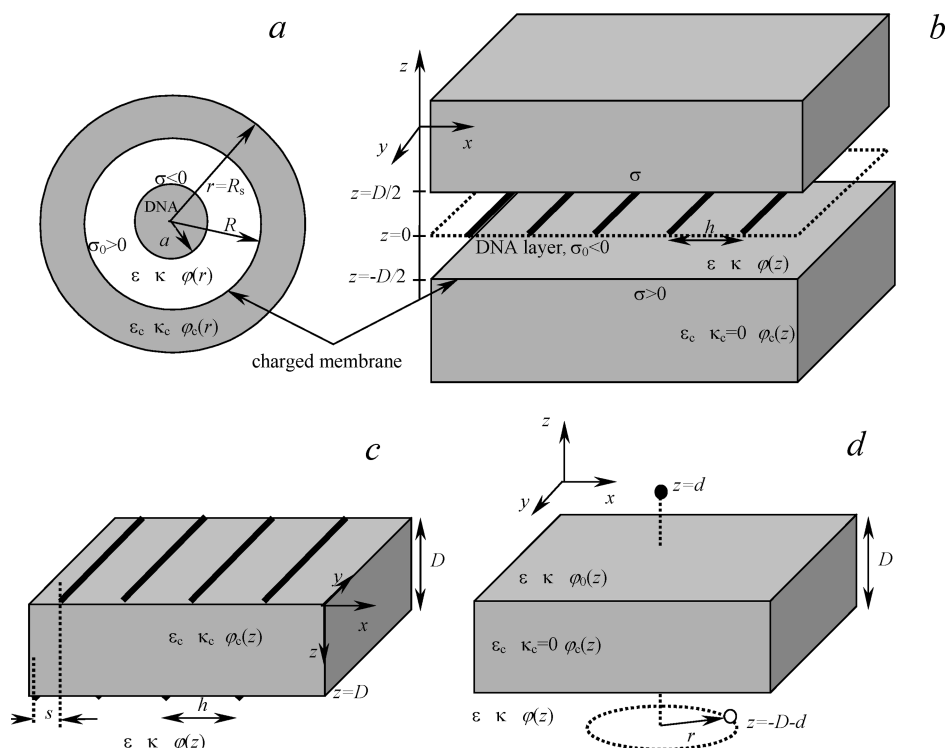 a
σ<0
DNA
r=Rs
R
a
σ0>0
ε κ φ(r)
εc κc φc(r)
charged membrane
b
z
x
y
z=D/2
σ
z=0
h
DNA layer, σ0<0
ε κ φ(z)
z=-D/2
σ>0
εc κc=0 φc(z)
c
D
y
x
εc κc φc(z)
z
z=D
s
h
ε κ φ(z)
d
z
x
y
z=d
ε κ φ0(z)
D
εc κc=0 φc(z)
ε κ φ(z)
r
z=-D-d